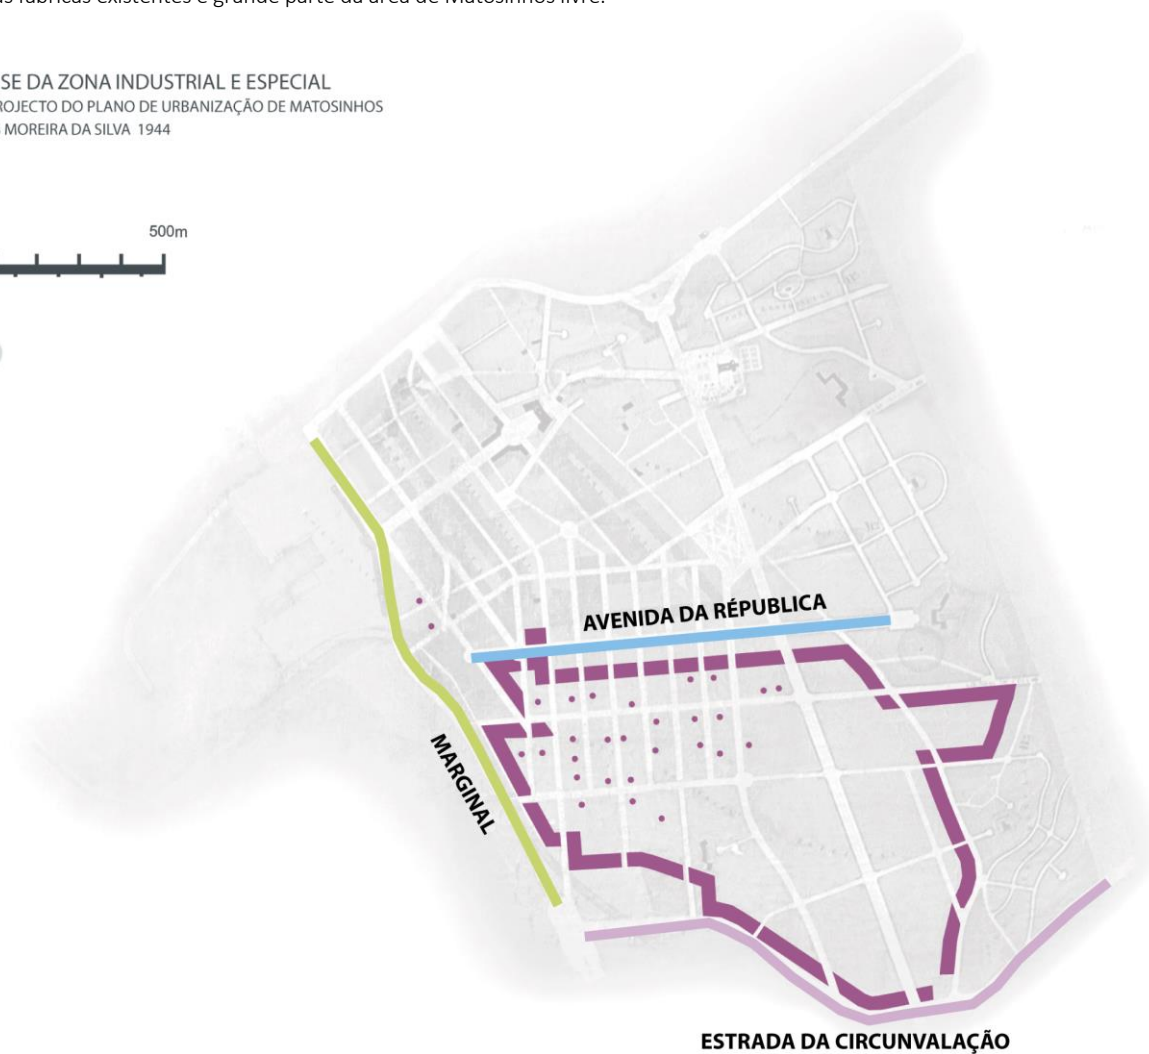 as fábricas existentes e grande parte da área de Matosinhos livre.
SE DA ZONA INDUSTRIAL E ESPECIAL
ROJECTO DO PLANO DE URBANIZAÇÃO DE MATOSINHOS
MOREIRA DA SILVA 1944
500m
AVENIDA DA RÉPUBLICA
MARGINAL
ESTRADA DA CIRCUNVALAÇÃO